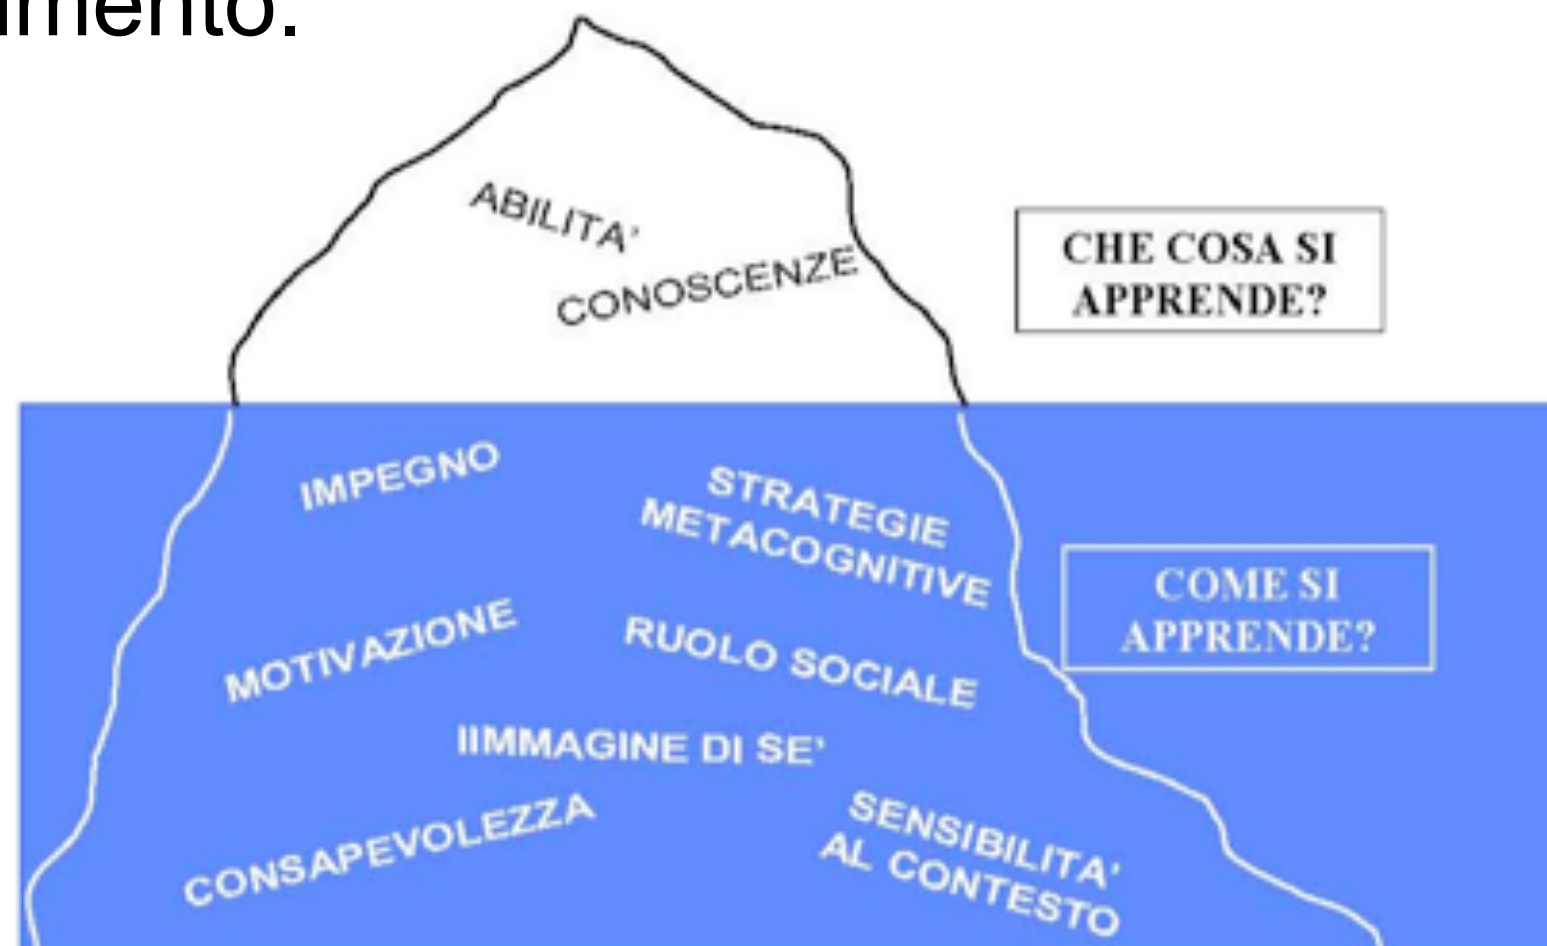 imento.
ABILITA'
CONOSCENZE
CHE COSA SI
APPRENDE?
IMPEGNO
STRATEGIE
METACOGNITIVE
COME SI
APPRENDE?
MOTIVAZIONE
RUOLO SOCIALE
IIMMAGINE DI SE'
CONSAPEVOLEZZA
SENSIBILITA'
AL CONTESTO